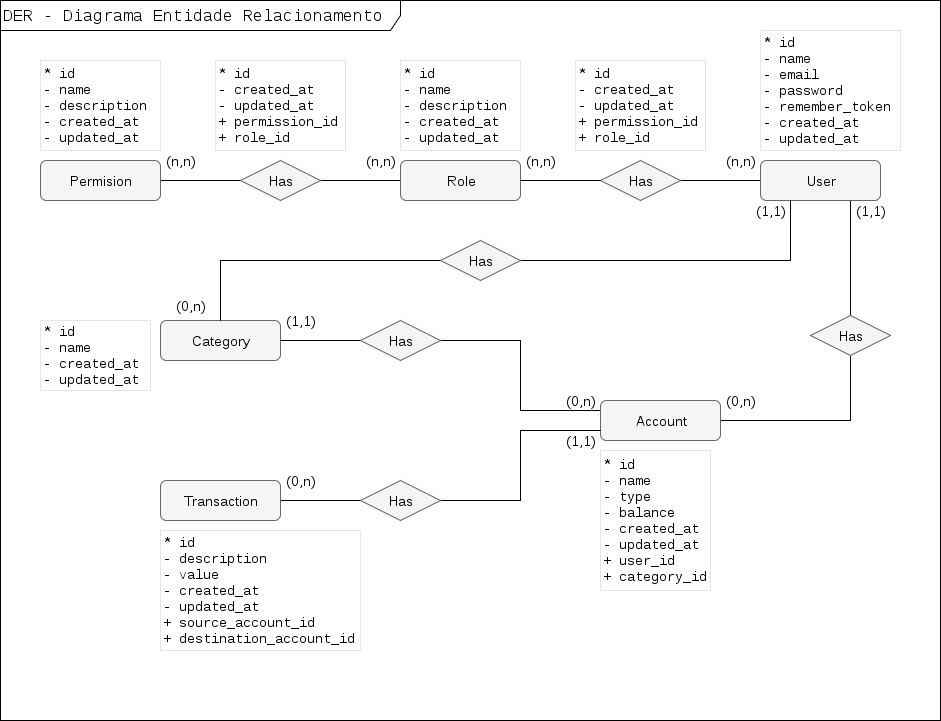 DER - Diagrama Entidade Relacionamento
* id
- name
- description
- created_at
- updated_at
* id
- created_at
- updated_at
+ permission_id
+ role_id
* id
- name
- description
- created_at
- updated_at
* id
- created_at
- updated_at
+ permission_id
+ role_id
* id
- name
- email
- password
- remember_token
- created_at
- updated_at
Permision
(n,n)
Has
(n,n)
Role
(n,n)
Has
(n,n)
User
(1,1)
(1,1)
Has
(0,n)
* id
- name
- created_at
- updated_at
Category
(1,1)
Has
Has
(0,n)
Account
(0,n)
(1,1)
* id
- name
- type
- balance
- created_at
- updated_at
+ user_id
+ category_id
Transaction
(0,n)
Has
* id
- description
- value
- created_at
- updated_at
+ source_account_id
+ destination_account_id